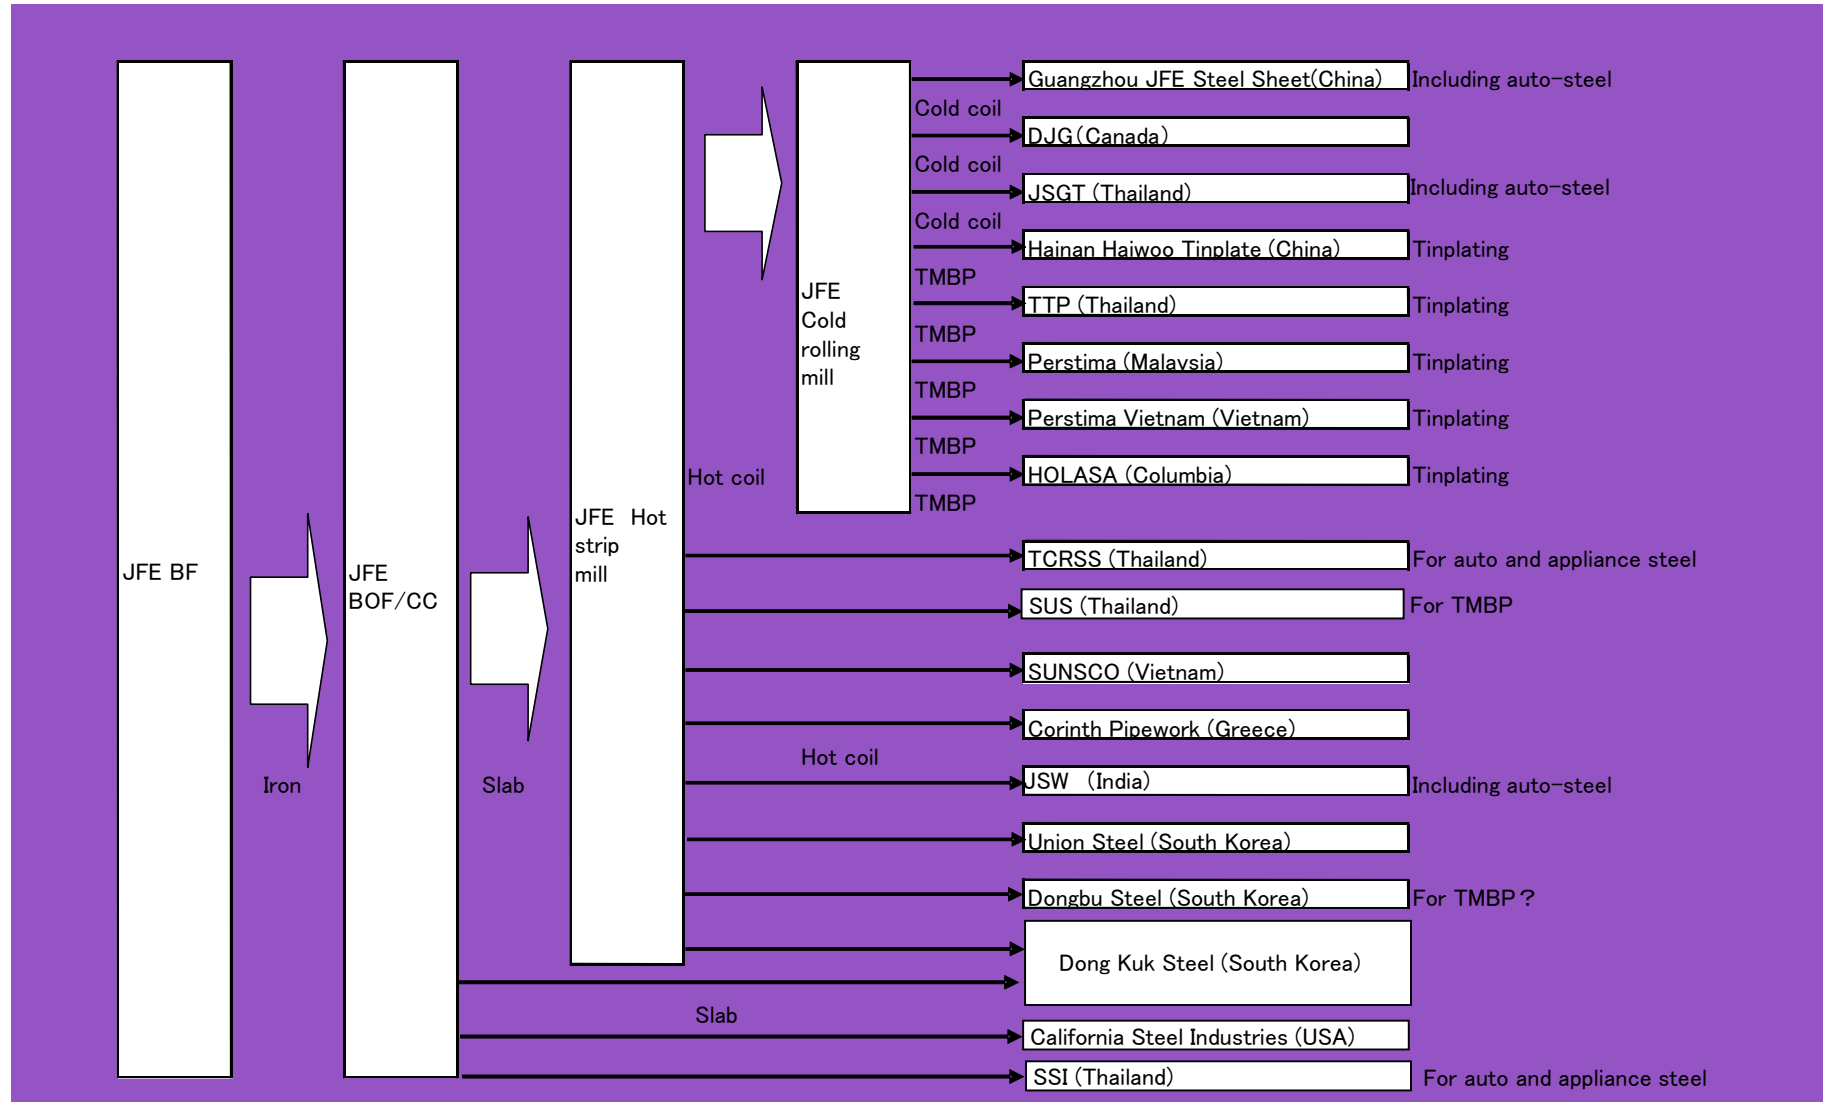 Guangzhou JFE Steel Sheet(China) Including auto-steel
Cold coil
DJG(Canada)
Cold coil
JSGT (Thailand) Including auto-steel
Cold coil
Hainan Haiwoo Tinplate (China) Tinplating
TMBP
TTP (Thailand) Tinplating
TMBP
Perstima (Malaysia) Tinplating
TMBP
Perstima Vietnam (Vietnam) Tinplating
TMBP
HOLASA (Columbia) Tinplating
TMBP
JFE
Cold
rolling
mill
Hot coil
JFE Hot
strip
mill
JFE BF
JFE
BOF/CC
TCRSS (Thailand) For auto and appliance steel
SUS (Thailand) For TMBP
SUNSCO (Vietnam)
Corinth Pipework (Greece)
Hot coil
Iron
Slab
JSW (India) Including auto-steel
Union Steel (South Korea)
Dongbu Steel (South Korea) For TMBP?
Dong Kuk Steel (South Korea)
Slab
California Steel Industries (USA)
SSI (Thailand) For auto and appliance steel